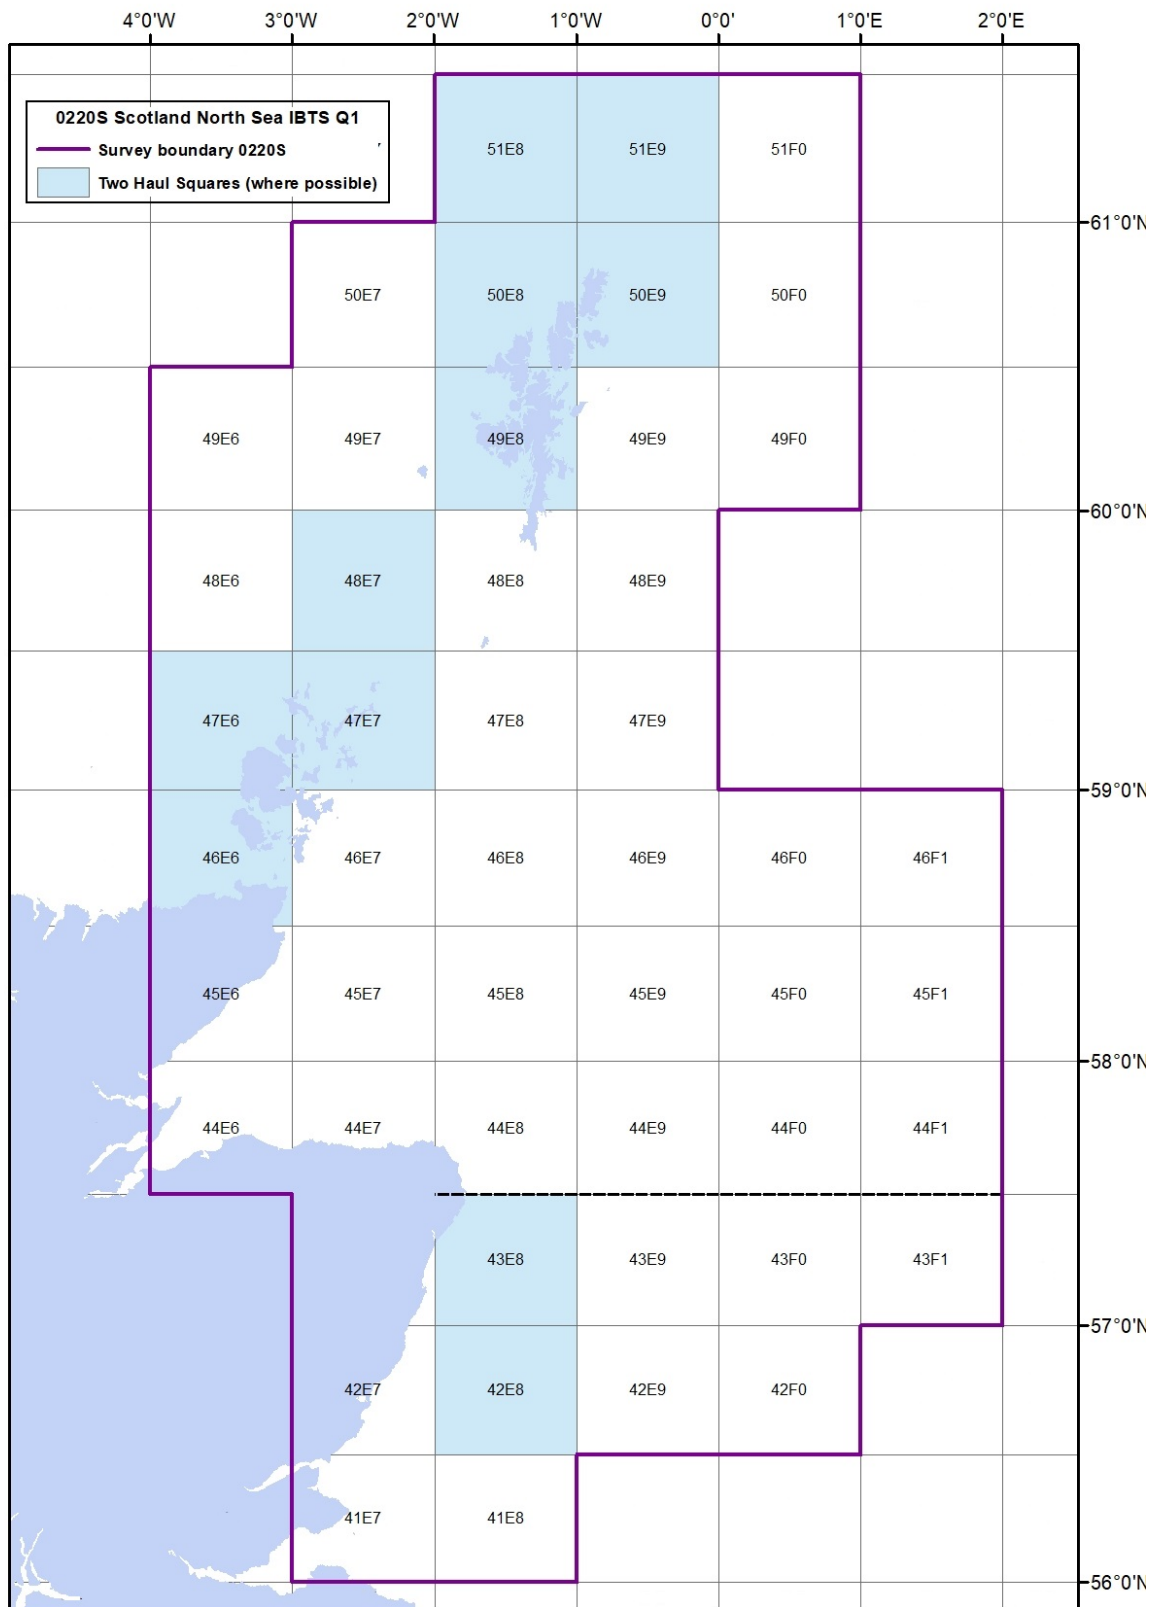 4°0'W 3°0'W 2°0'W 1°0'W 0°0' 1°0'E 2°0'E
0220S Scotland North Sea IBTS Q1
Survey boundary 0220S
Two Haul Squares (where possible)
51E8 51E9 51F0
61°0'N
50E7 50E8 50E9 50F0
49E6 49E7 49E8 49E9 49F0
60°0'N
48E6 48E7 48E8 48E9
47E6 47E7 47E8 47E9
59°0'N
46E6 46E7 46E8 46E9 46F0 46F1
45E6 45E7 45E8 45E9 45F0 45F1
58°0'N
44E6 44E7 44E8 44E9 44F0 44F1
43E8 43E9 43F0 43F1
57°0'N
42E7 42E8 42E9 42F0
41E7 41E8
56°0'N